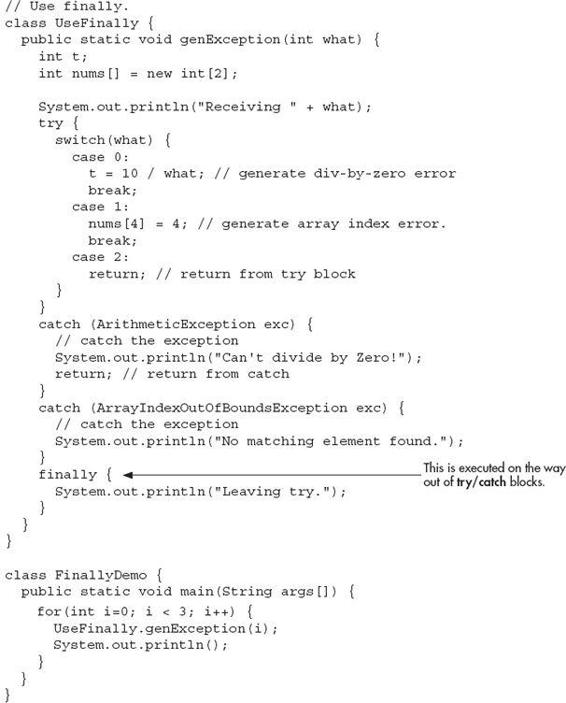 // Use finally.
class UseFinally {
  public static void genException(int what) {
    int t;
    int nums[] = new int[2];

    System.out.println("Receiving " + what);
    try {
      switch(what) {
        case 0:
          t = 10 / what; // generate div-by-zero error
          break;
        case 1:
          nums[4] = 4; // generate array index error.
          break;
        case 2:
          return; // return from try block
      }
    }
    catch (ArithmeticException exc) {
      // catch the exception
      System.out.println("Can't divide by Zero!");
      return; // return from catch
    }
    catch (ArrayIndexOutOfBoundsException exc) {
      // catch the exception
      System.out.println("No matching element found.");
    }
    finally {
This is executed on the way
out of try/catch blocks.
      System.out.println("Leaving try.");
    }
  }
}

class FinallyDemo {
  public static void main(String args[]) {
    for(int i=0; i < 3; i++) {
      UseFinally.genException(i);
      System.out.println();
    }
  }
}